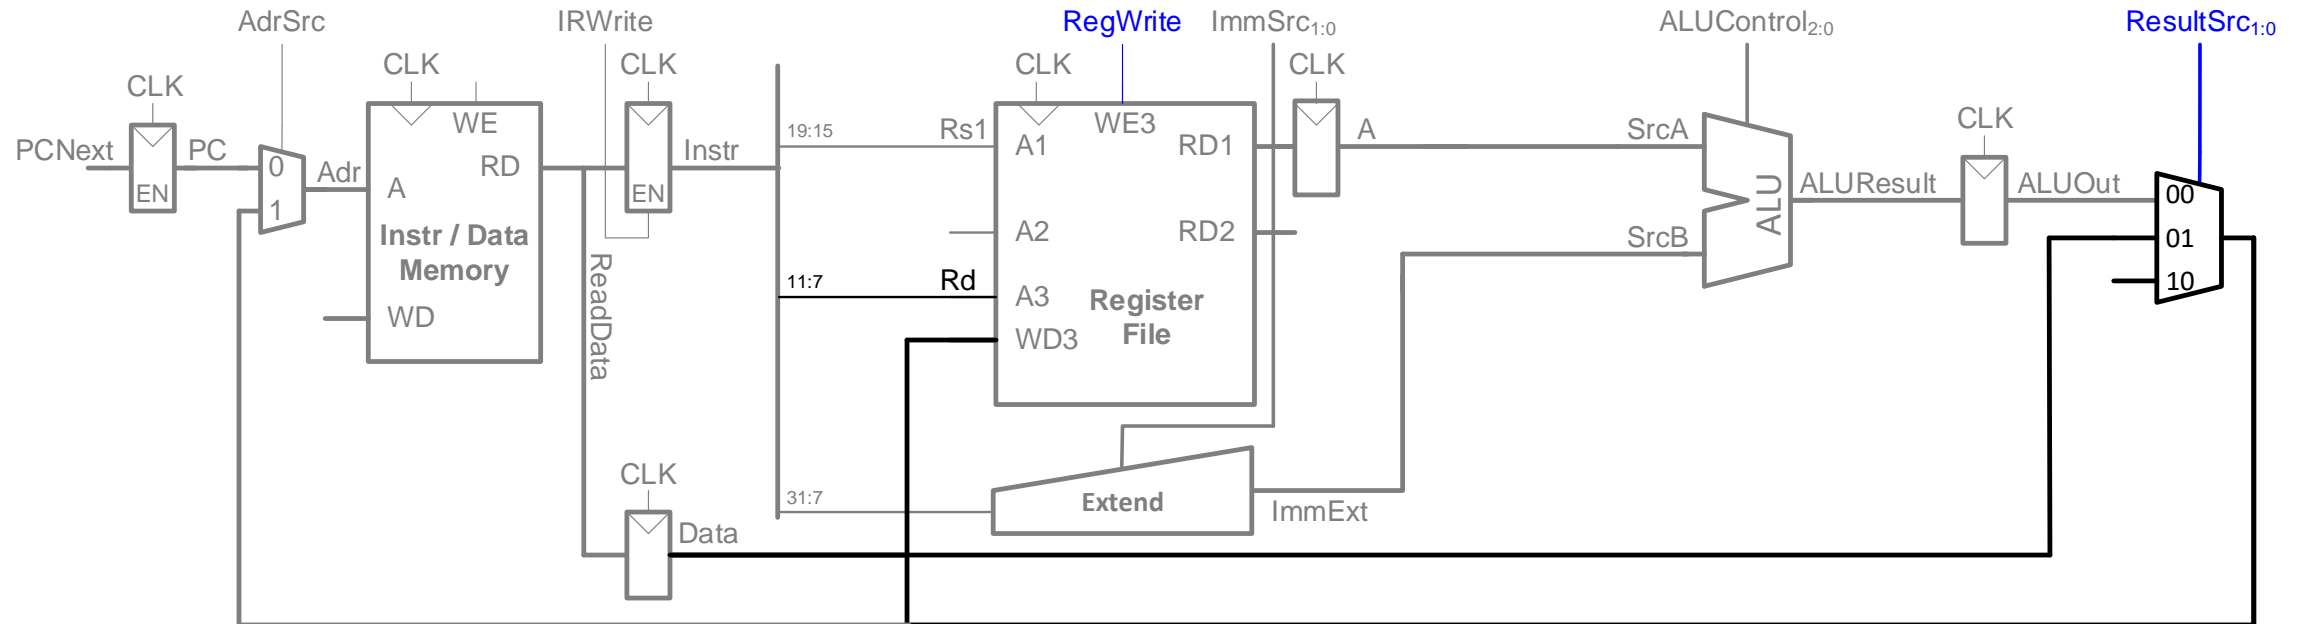 AdrSrc IRWrite RegWrite ImmSrc1:0 ALUControl2:0 ResultSrc1:0
CLK CLK CLK CLK
CLK CLK
WE WE3
PCNext PC 0 Adr A RD Instr 19:15 Rs1 A1 RD1 A SrcA ALUResult ALUOut 00
EN 1 EN ALU
Instr / Data A2 RD2 SrcB 01
Memory
ReadData 11:7 Rd A3 Register 10
WD WD3 File
CLK
31:7 Extend ImmExt
Data